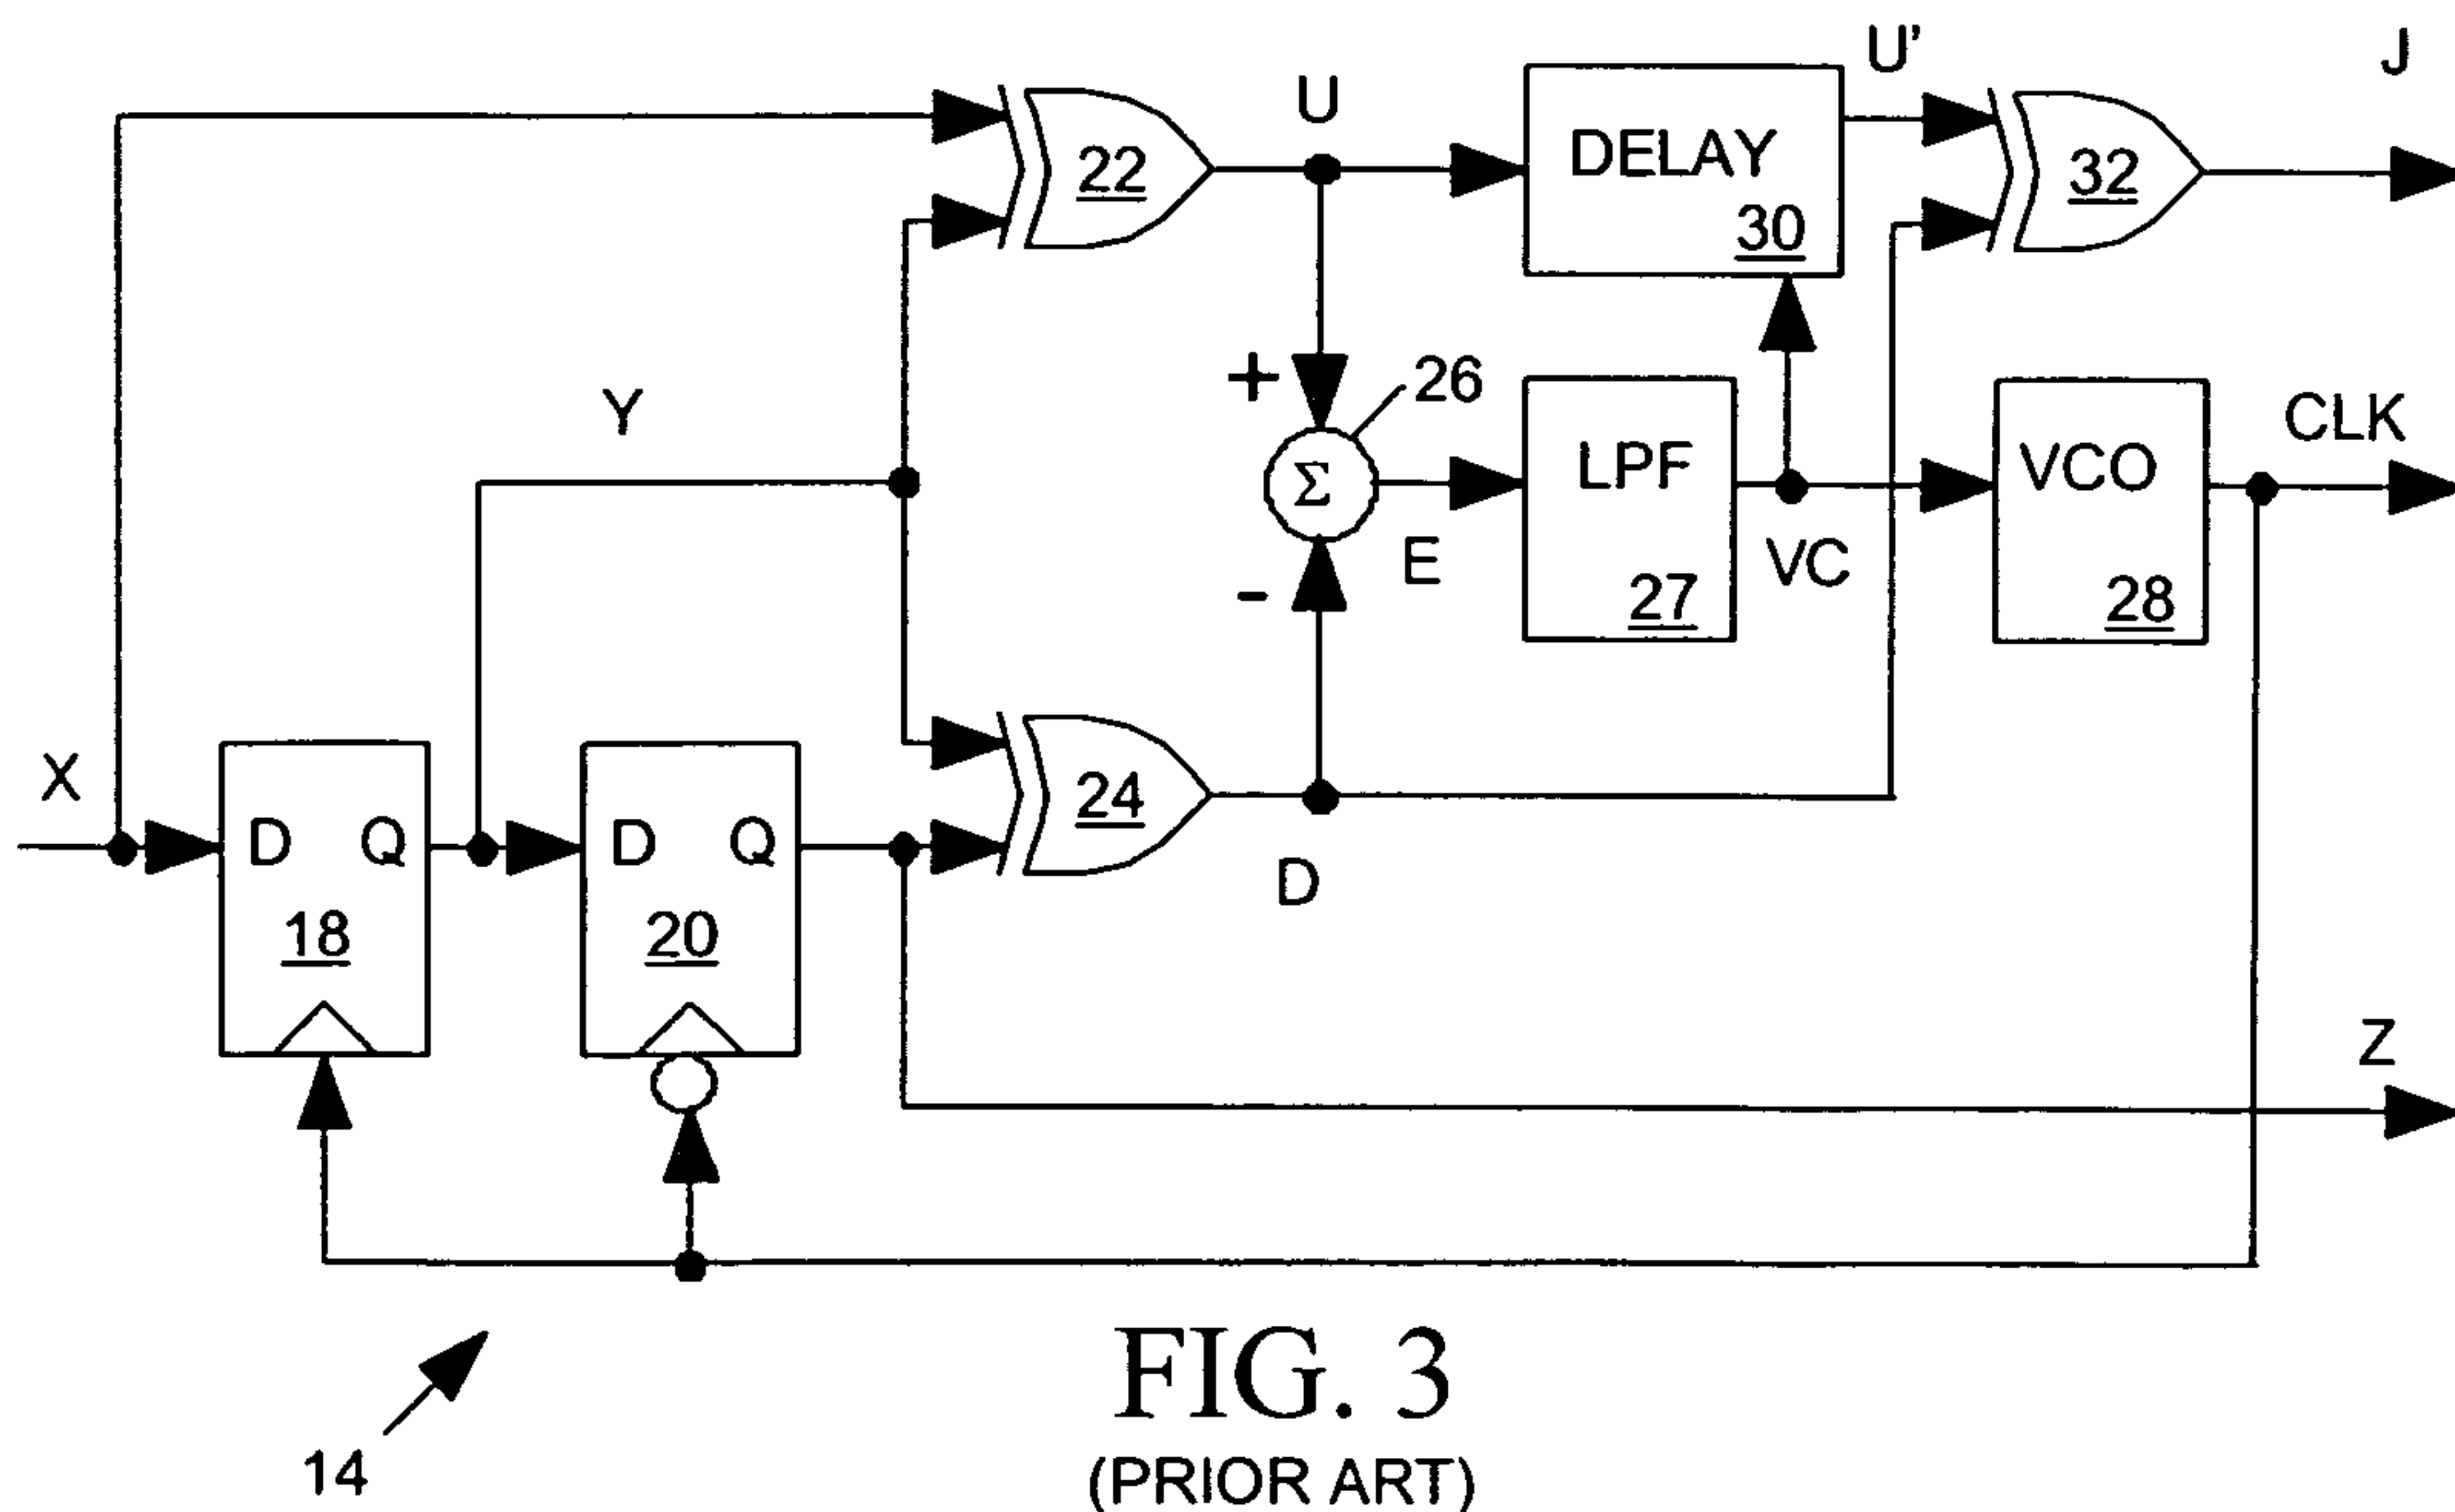 U'
J
U
DELAY
30
22
32
+
26
Y
Σ
LPF
27
VCO
28
CLK
E
VC
-
X
D Q
18
D Q
20
24
D
Z
14
FIG. 3
(PRIOR ART)